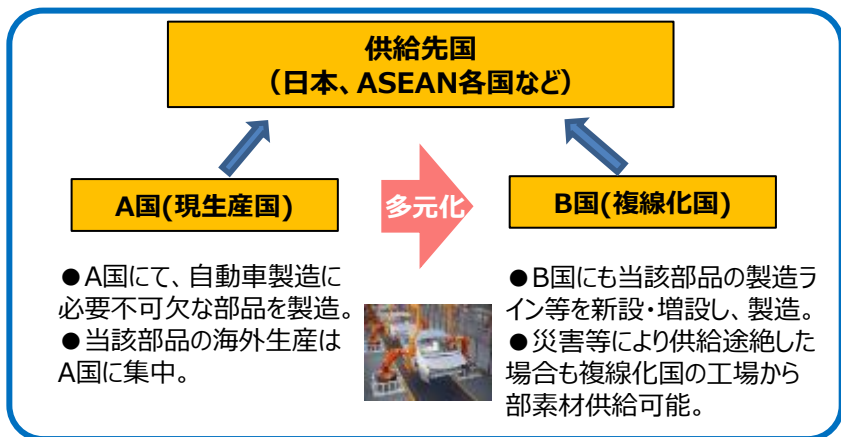 供給先国
（日本、ASEAN各国など）
A国(現生産国)
多元化
B国(複線化国)
●A国にて、自動車製造に
必要不可欠な部品を製造。
●当該部品の海外生産は
A国に集中。
●B国にも当該部品の製造ラ
イン等を新設・増設し、製造。
●災害等により供給途絶した
場合も複線化国の工場から
部素材供給可能。